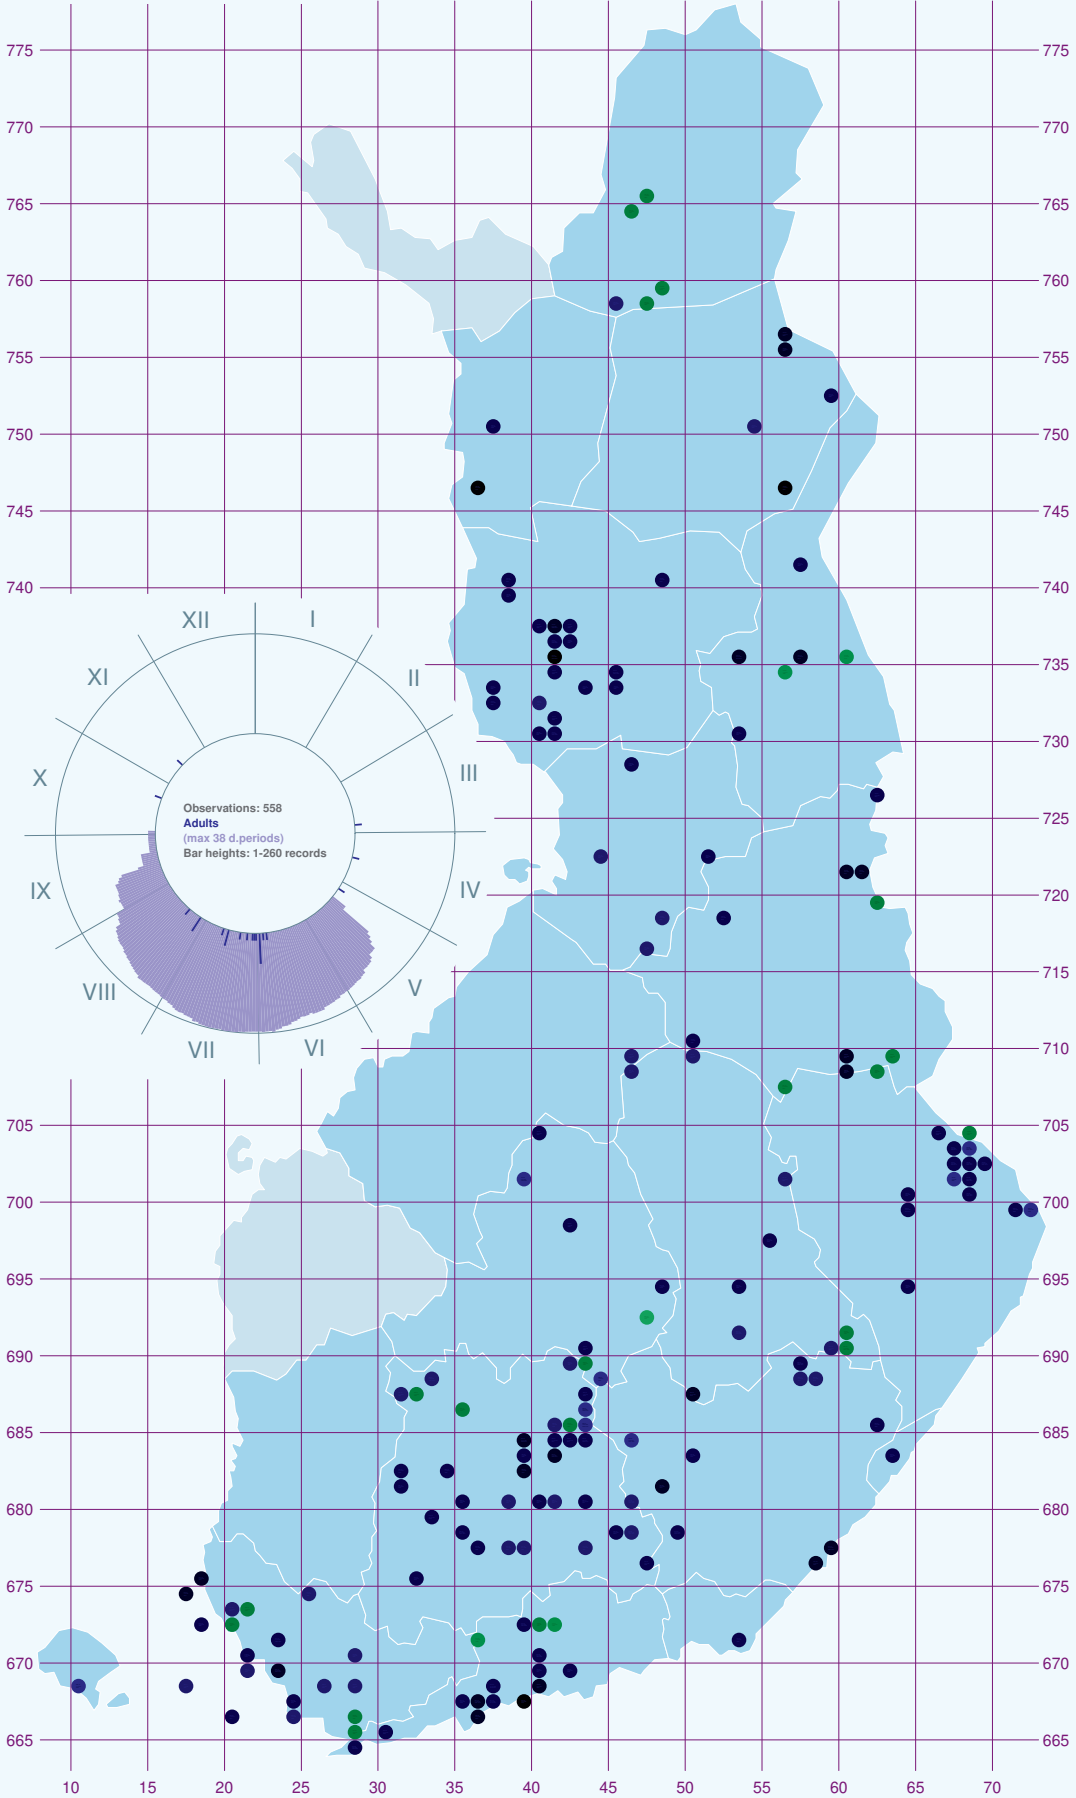 775 775
770 770
765 765
760 760
755 755
750 750
745 745
740 740
XII I
XI II
735
X III
730
Observations: 558
Adults
(max 38 d.periods)
Bar heights: 1-260 records
725
IX IV
720
VIII V
715
VII VI
710
705 705
700 700
695 695
690 690
685 685
680 680
675 675
670 670
665 665
10 15 20 25 30 35 40 45 50 55 60 65 70